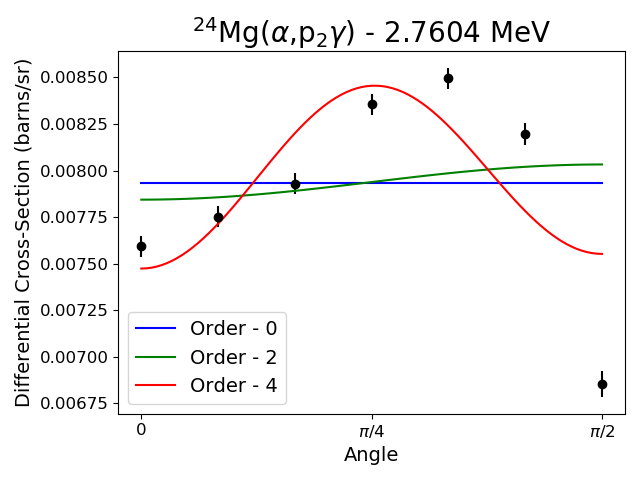 ²⁴Mg(α,p₂γ) - 2.7604 MeV
Differential Cross-Section (barns/sr)
0.00850
0.00825
0.00800
0.00775
0.00750
0.00725
0.00700
0.00675
Order - 0
Order - 2
Order - 4
0 π/4 π/2
Angle